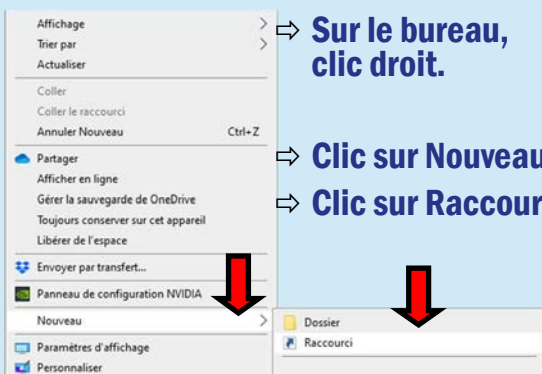 Affichage
Trier par
Actualiser
Coller
Coller le raccourci
Annuler Nouveau Ctrl+Z
Partager
Afficher en ligne
Gérer la sauvegarde de OneDrive
Toujours conserver sur cet appareil
Libérer de l'espace
Envoyer par transfert...
Panneau de configuration NVIDIA
Nouveau
Paramètres d'affichage
Personnaliser
Dossier
Raccourci
⇨ Sur le bureau,
clic droit.
⇨ Clic sur Nouveau
⇨ Clic sur Raccour